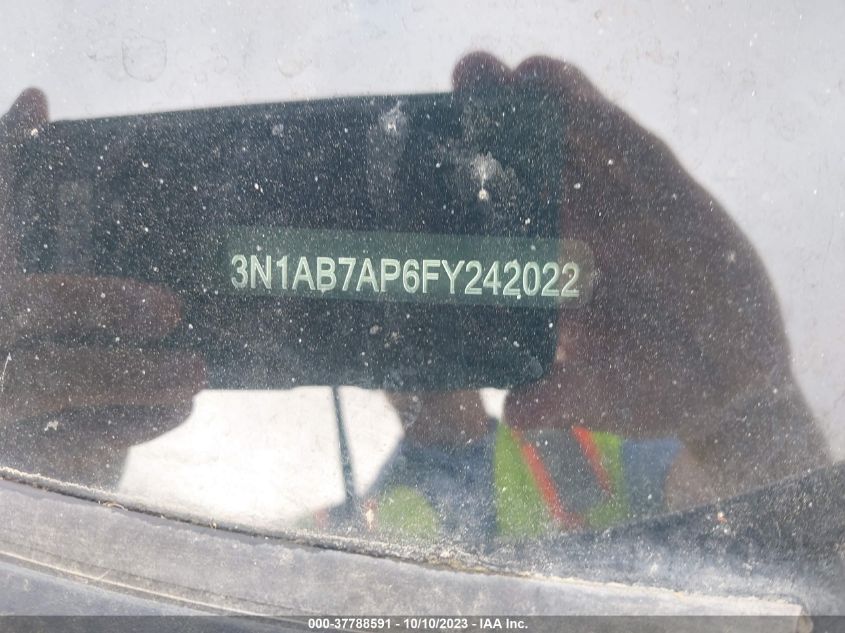 3N1AB7AP6FY242022
000-37788591 - 10/10/2023 - IAA, Inc.